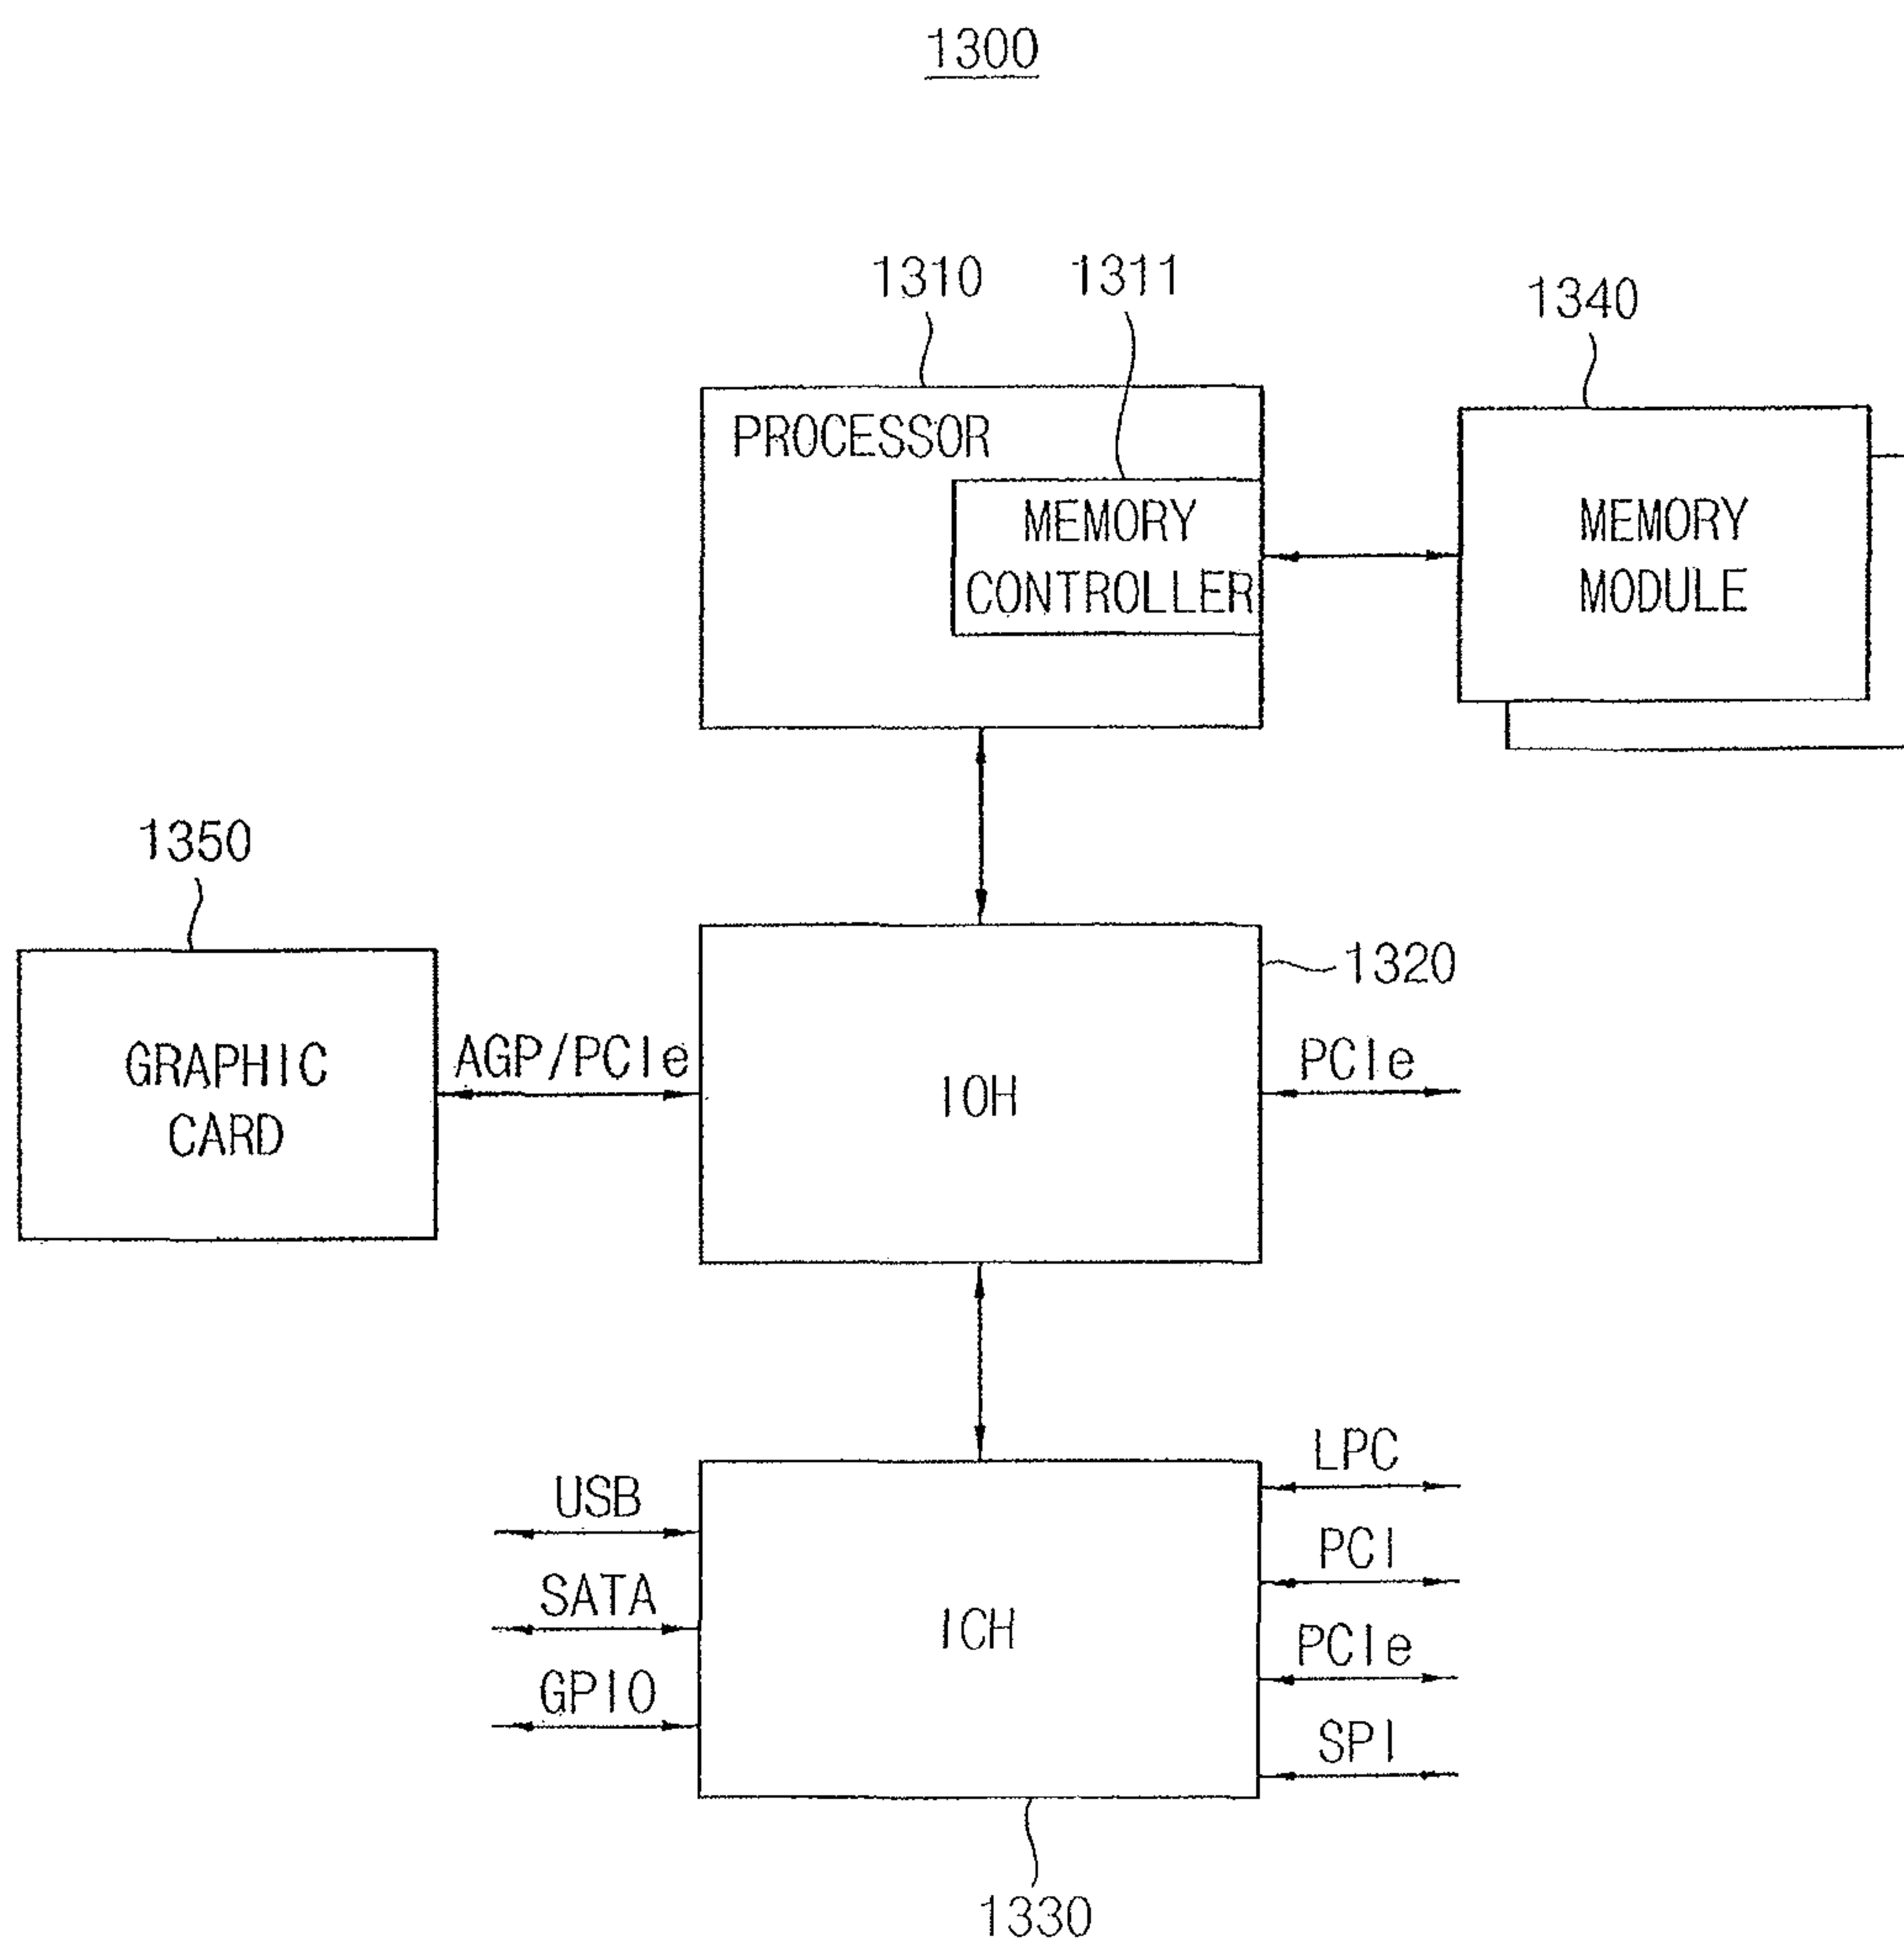 1300
1310
1311
1340
PROCESSOR
MEMORY
CONTROLLER
MEMORY
MODULE
1350
1320
GRAPHIC
CARD
AGP/PCIe
IOH
PCIe
USB
SATA
GPIO
ICH
LPC
PCI
PCIe
SPI
1330